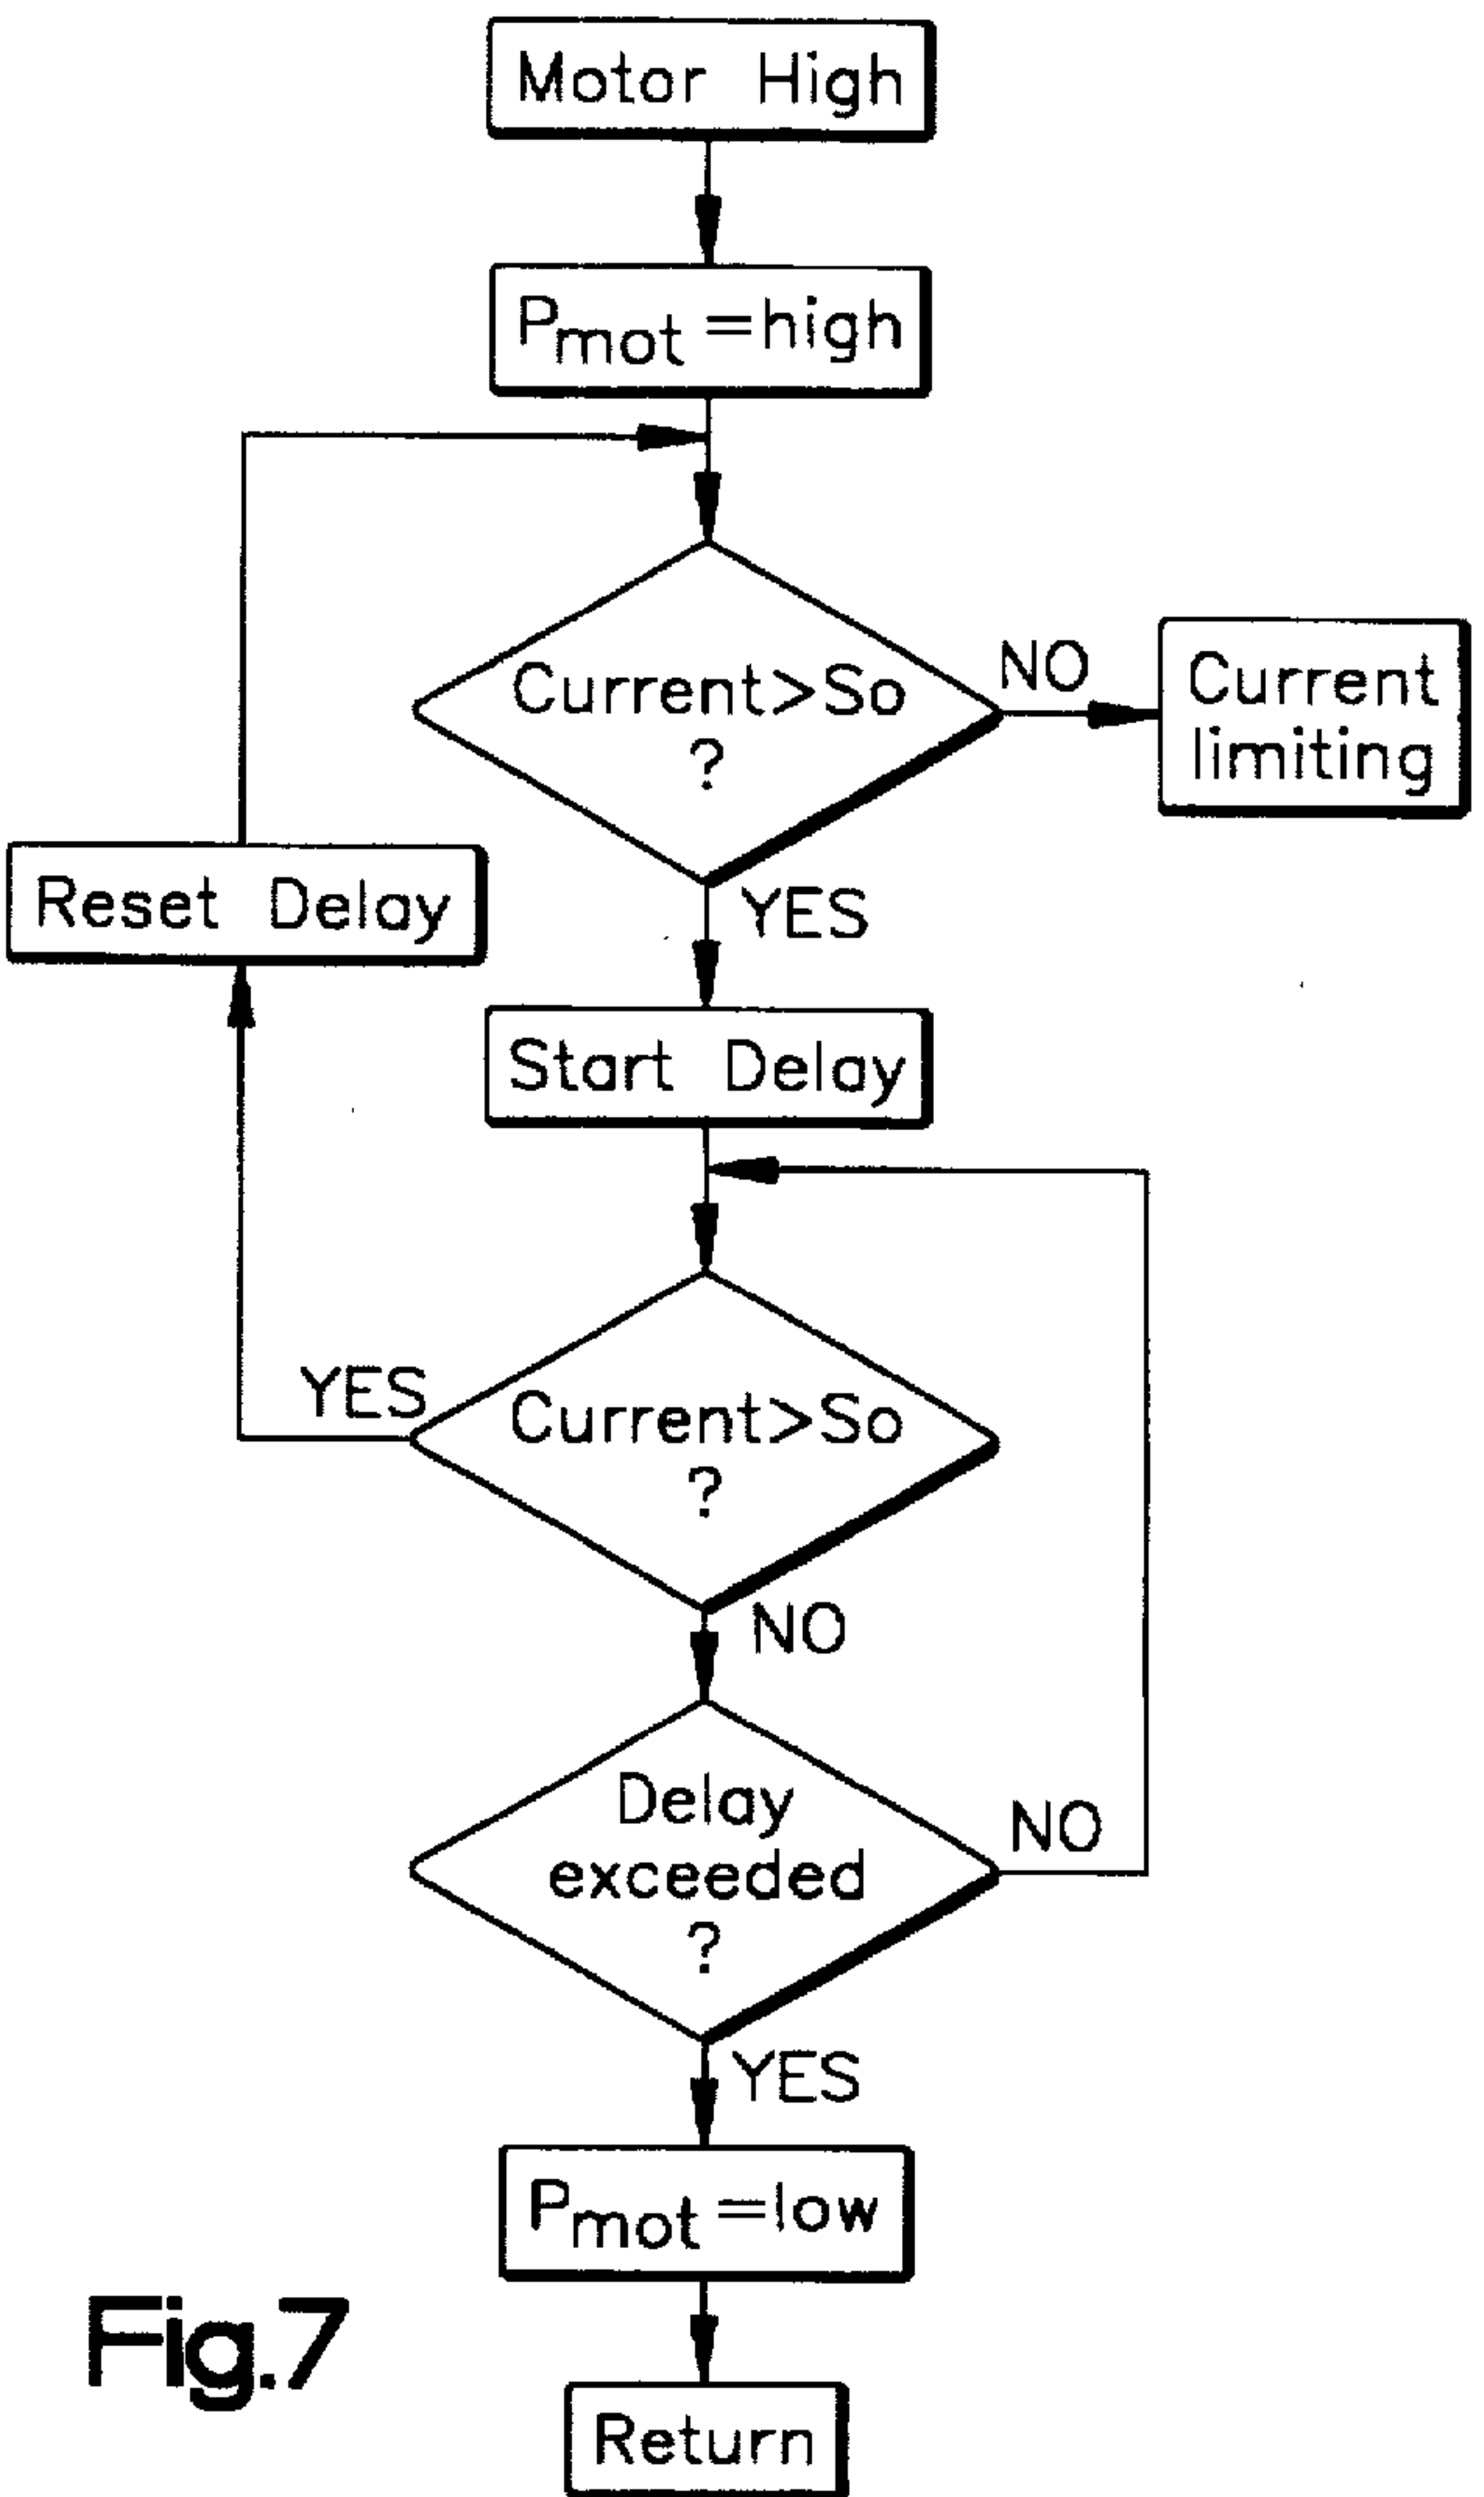 Motor High
Pmot=high
Current>So
?
NO
Current
limiting
YES
Reset Delay
Start Delay
YES
Current>So
?
NO
Delay
exceeded
?
NO
YES
Pmot=low
Return
Fig.7